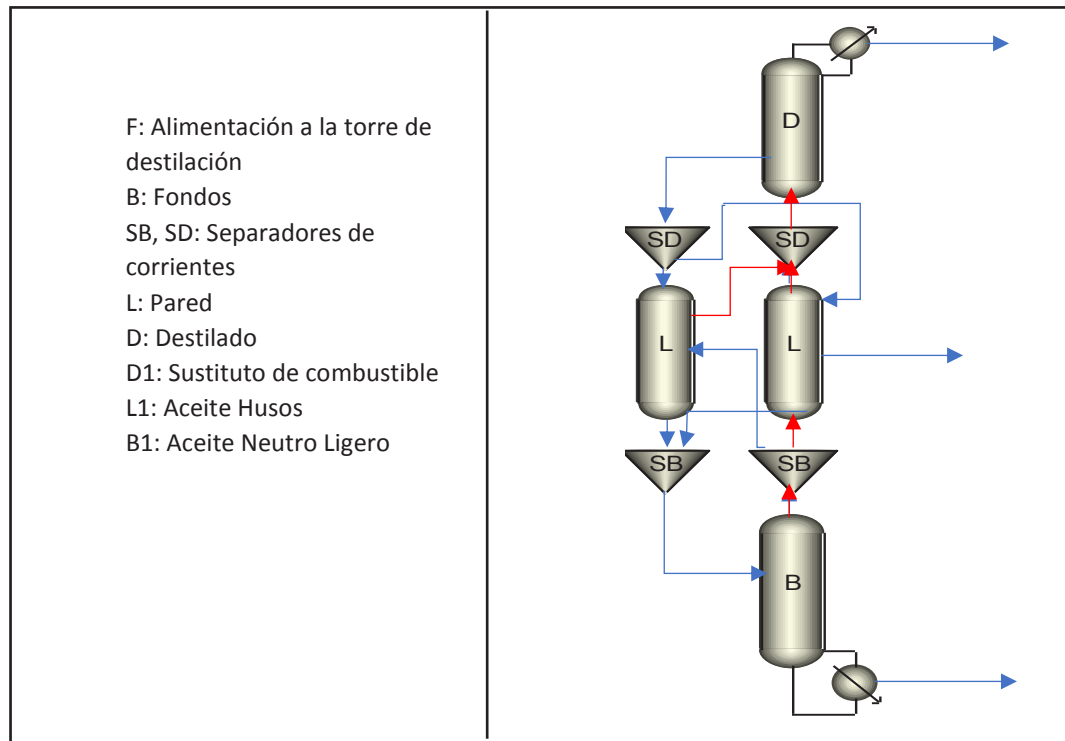 F: Alimentación a la torre de
destilación
B: Fondos
SB, SD: Separadores de
corrientes
L: Pared
D: Destilado
D1: Sustituto de combustible
L1: Aceite Husos
B1: Aceite Neutro Ligero
D
SD
SD
L
L
SB
SB
B